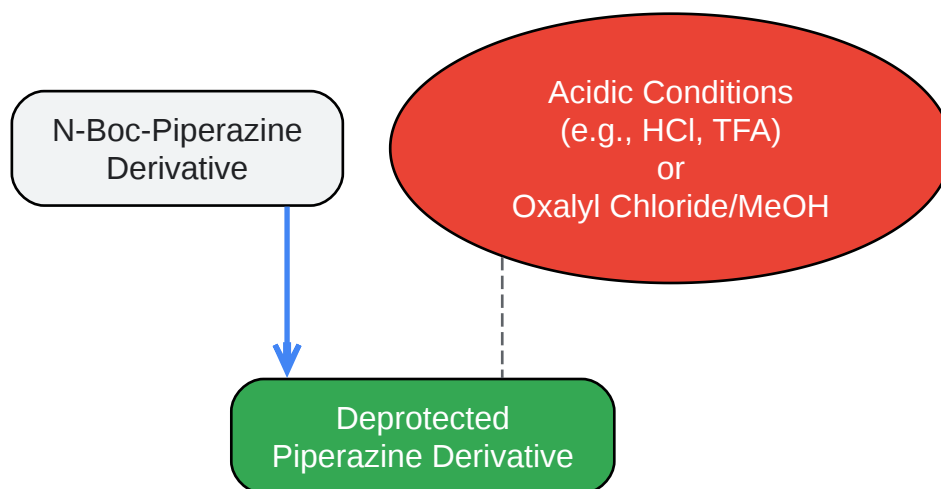 N-Boc-Piperazine
Derivative
Acidic Conditions
(e.g., HCl, TFA)
or
Oxalyl Chloride/MeOH
Deprotected
Piperazine Derivative